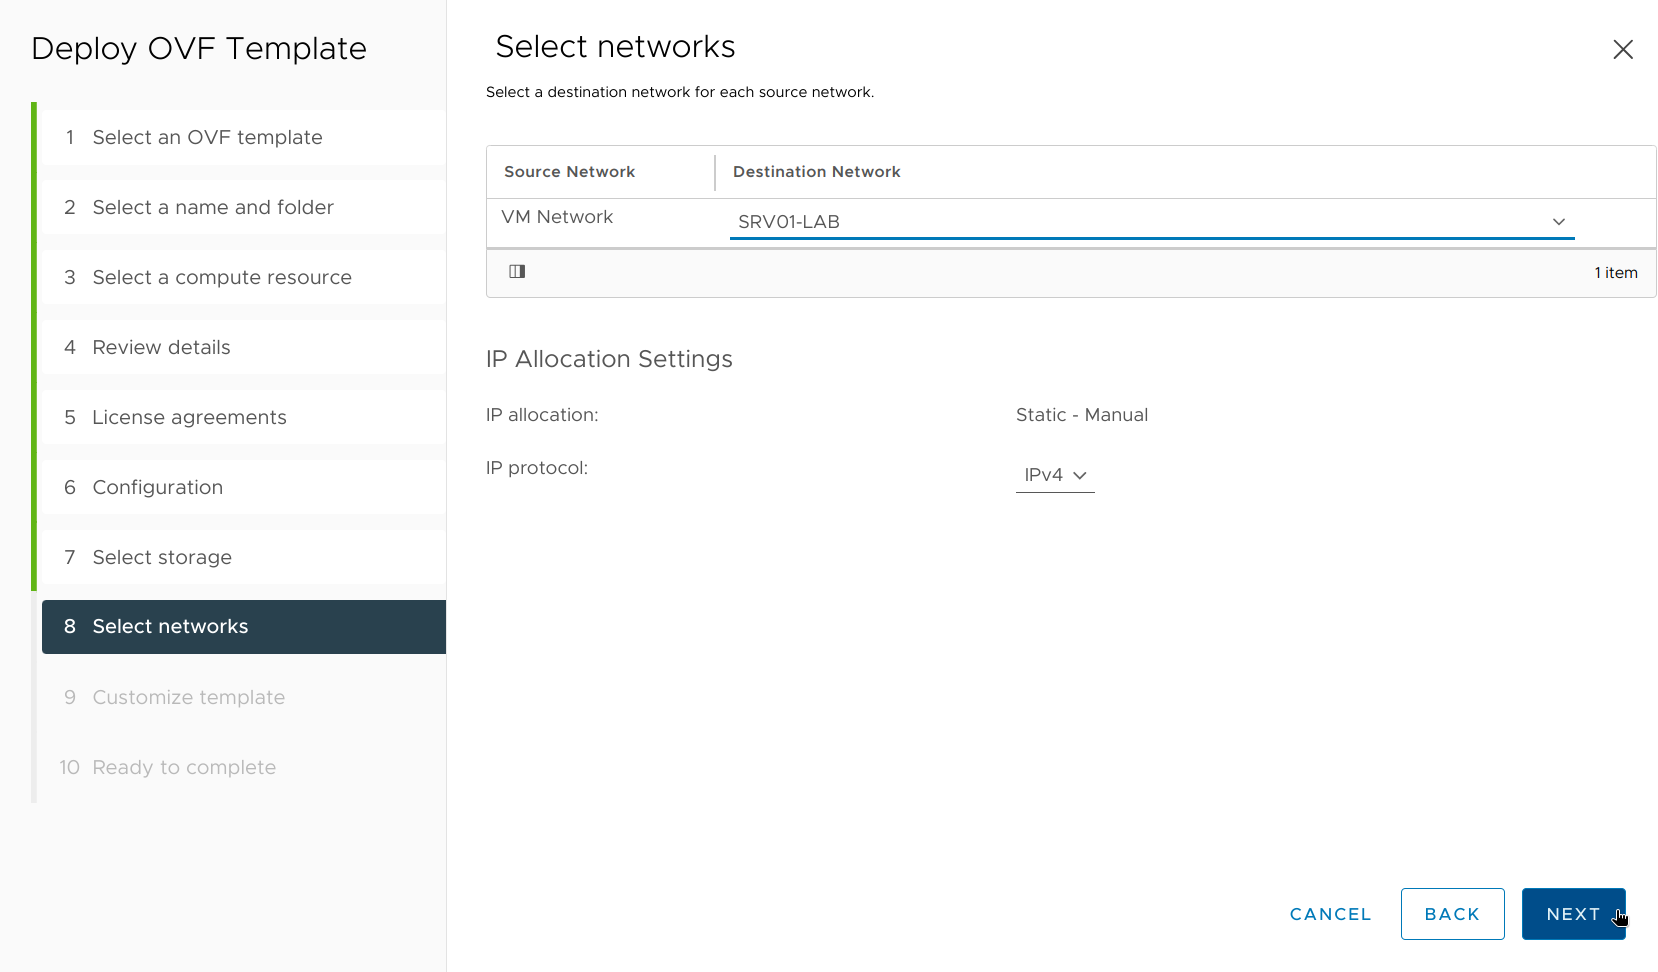 Deploy OVF Template
1 Select an OVF template
2 Select a name and folder
3 Select a compute resource
4 Review details
5 License agreements
6 Configuration
7 Select storage
8 Select networks
9 Customize template
10 Ready to complete
Select networks
Select a destination network for each source network.
Source Network Destination Network
VM Network SRV01-LAB
1 item
IP Allocation Settings
IP allocation: Static - Manual
IP protocol: IPv4
CANCEL BACK NEXT